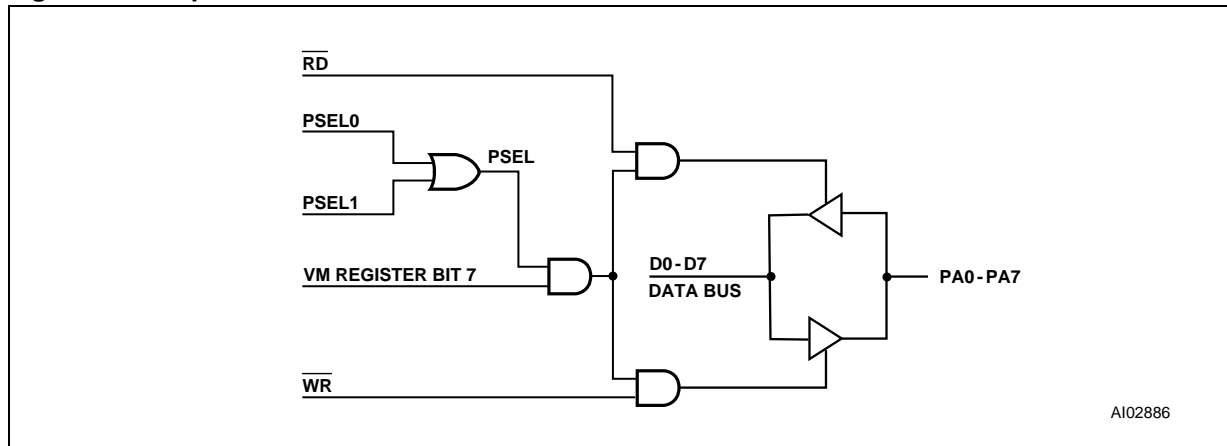 RD
PSEL0
PSEL
PSEL1
VM REGISTER BIT 7
D0-D7
DATA BUS
PA0-PA7
WR
AI02886